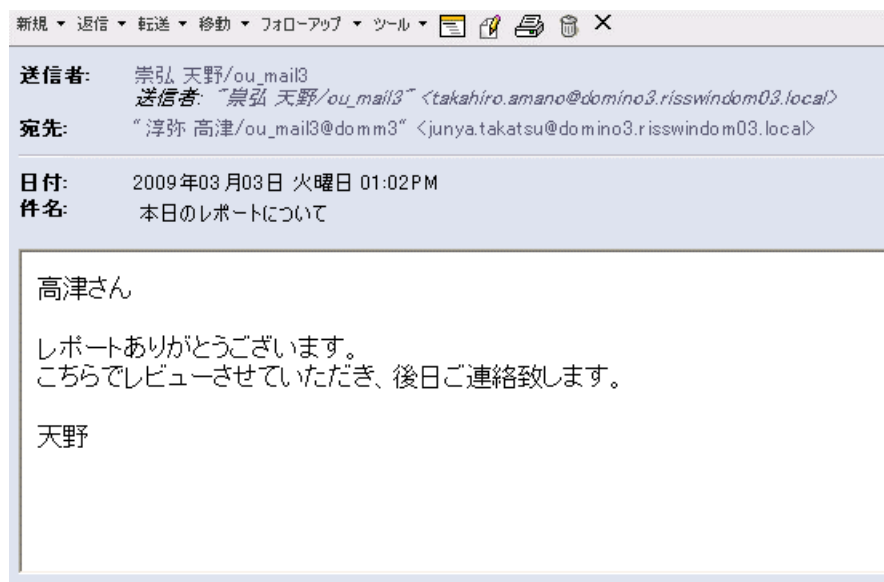 新規 ▼ 返信 ▼ 転送 ▼ 移動 ▼ フォローアップ ▼ ツール ▼
送信者: 崇弘 天野/ou_mail3
送信者: "崇弘 天野/ou_mail3" <takahiro.amano@domino3.risswindom03.local>
宛先: "淳弥 高津/ou_mail3@domm3" <junya.takatsu@domino3.risswindom03.local>
日付: 2009年03月03日 火曜日 01:02PM
件名: 本日のレポートについて
高津さん
レポートありがとうございます。
こちらでレビューさせていただき、後日ご連絡致します。
天野